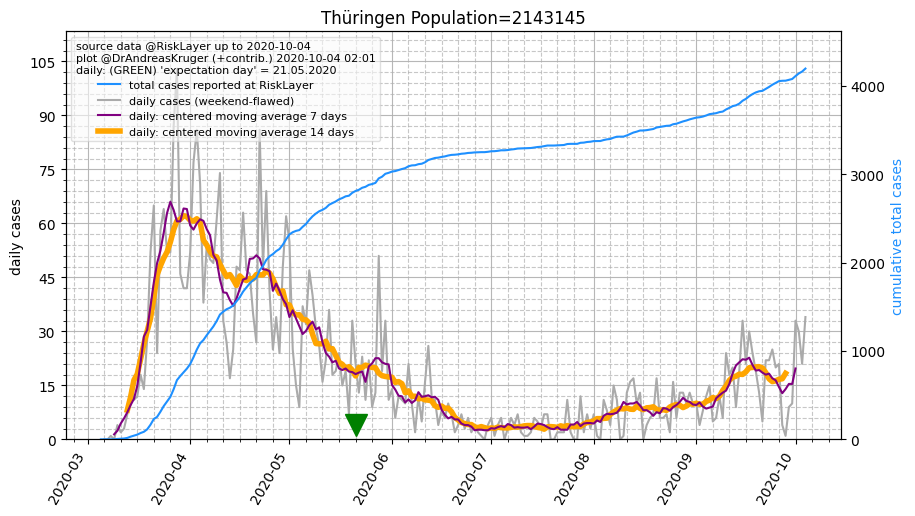 Thüringen Population=2143145
source data @RiskLayer up to 2020-10-04
plot @DrAndreasKruger (+contrib.) 2020-10-04 02:01
daily: (GREEN) 'expectation day' = 21.05.2020
total cases reported at RiskLayer
daily cases (weekend-flawed)
daily: centered moving average 7 days
daily: centered moving average 14 days
daily cases
105
90
75
60
45
30
15
0
4000
3000
2000
1000
0
cumulative total cases
2020-03
2020-04
2020-05
2020-06
2020-07
2020-08
2020-09
2020-10